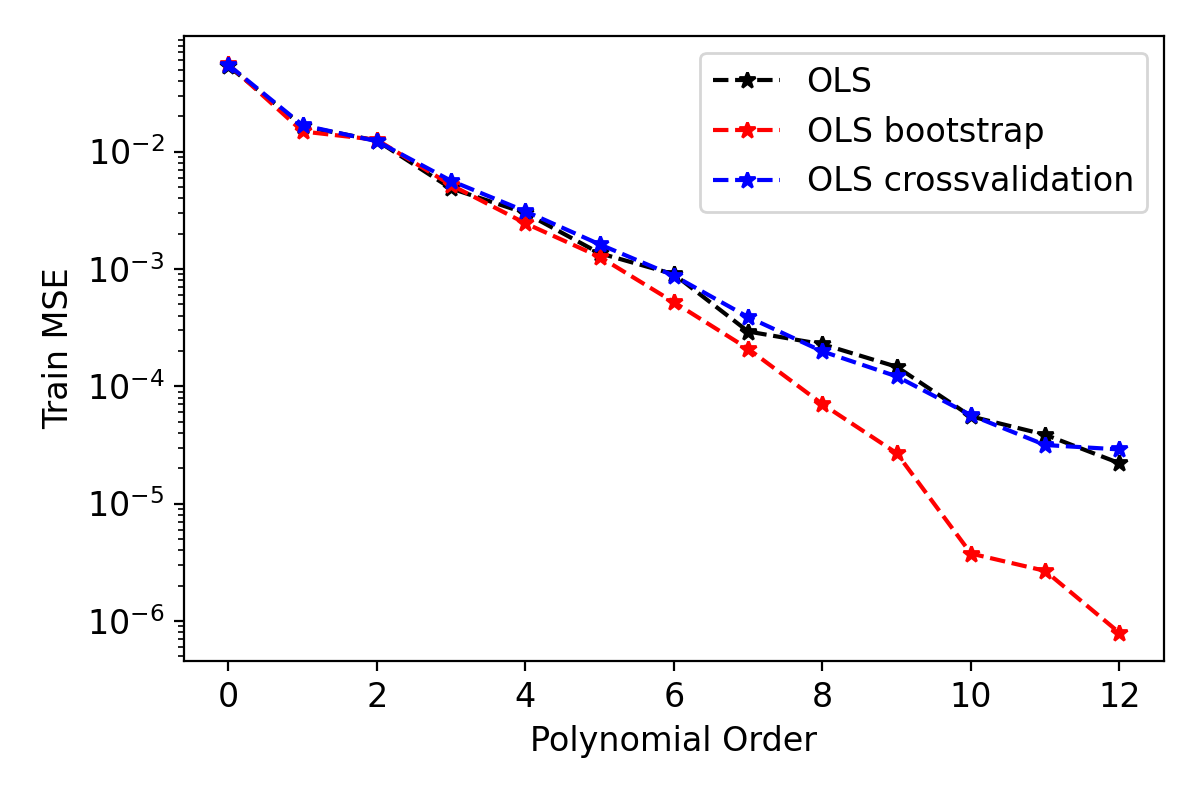 OLS
OLS bootstrap
OLS crossvalidation
Train MSE
10⁻²
10⁻³
10⁻⁴
10⁻⁵
10⁻⁶
0 2 4 6 8 10 12
Polynomial Order